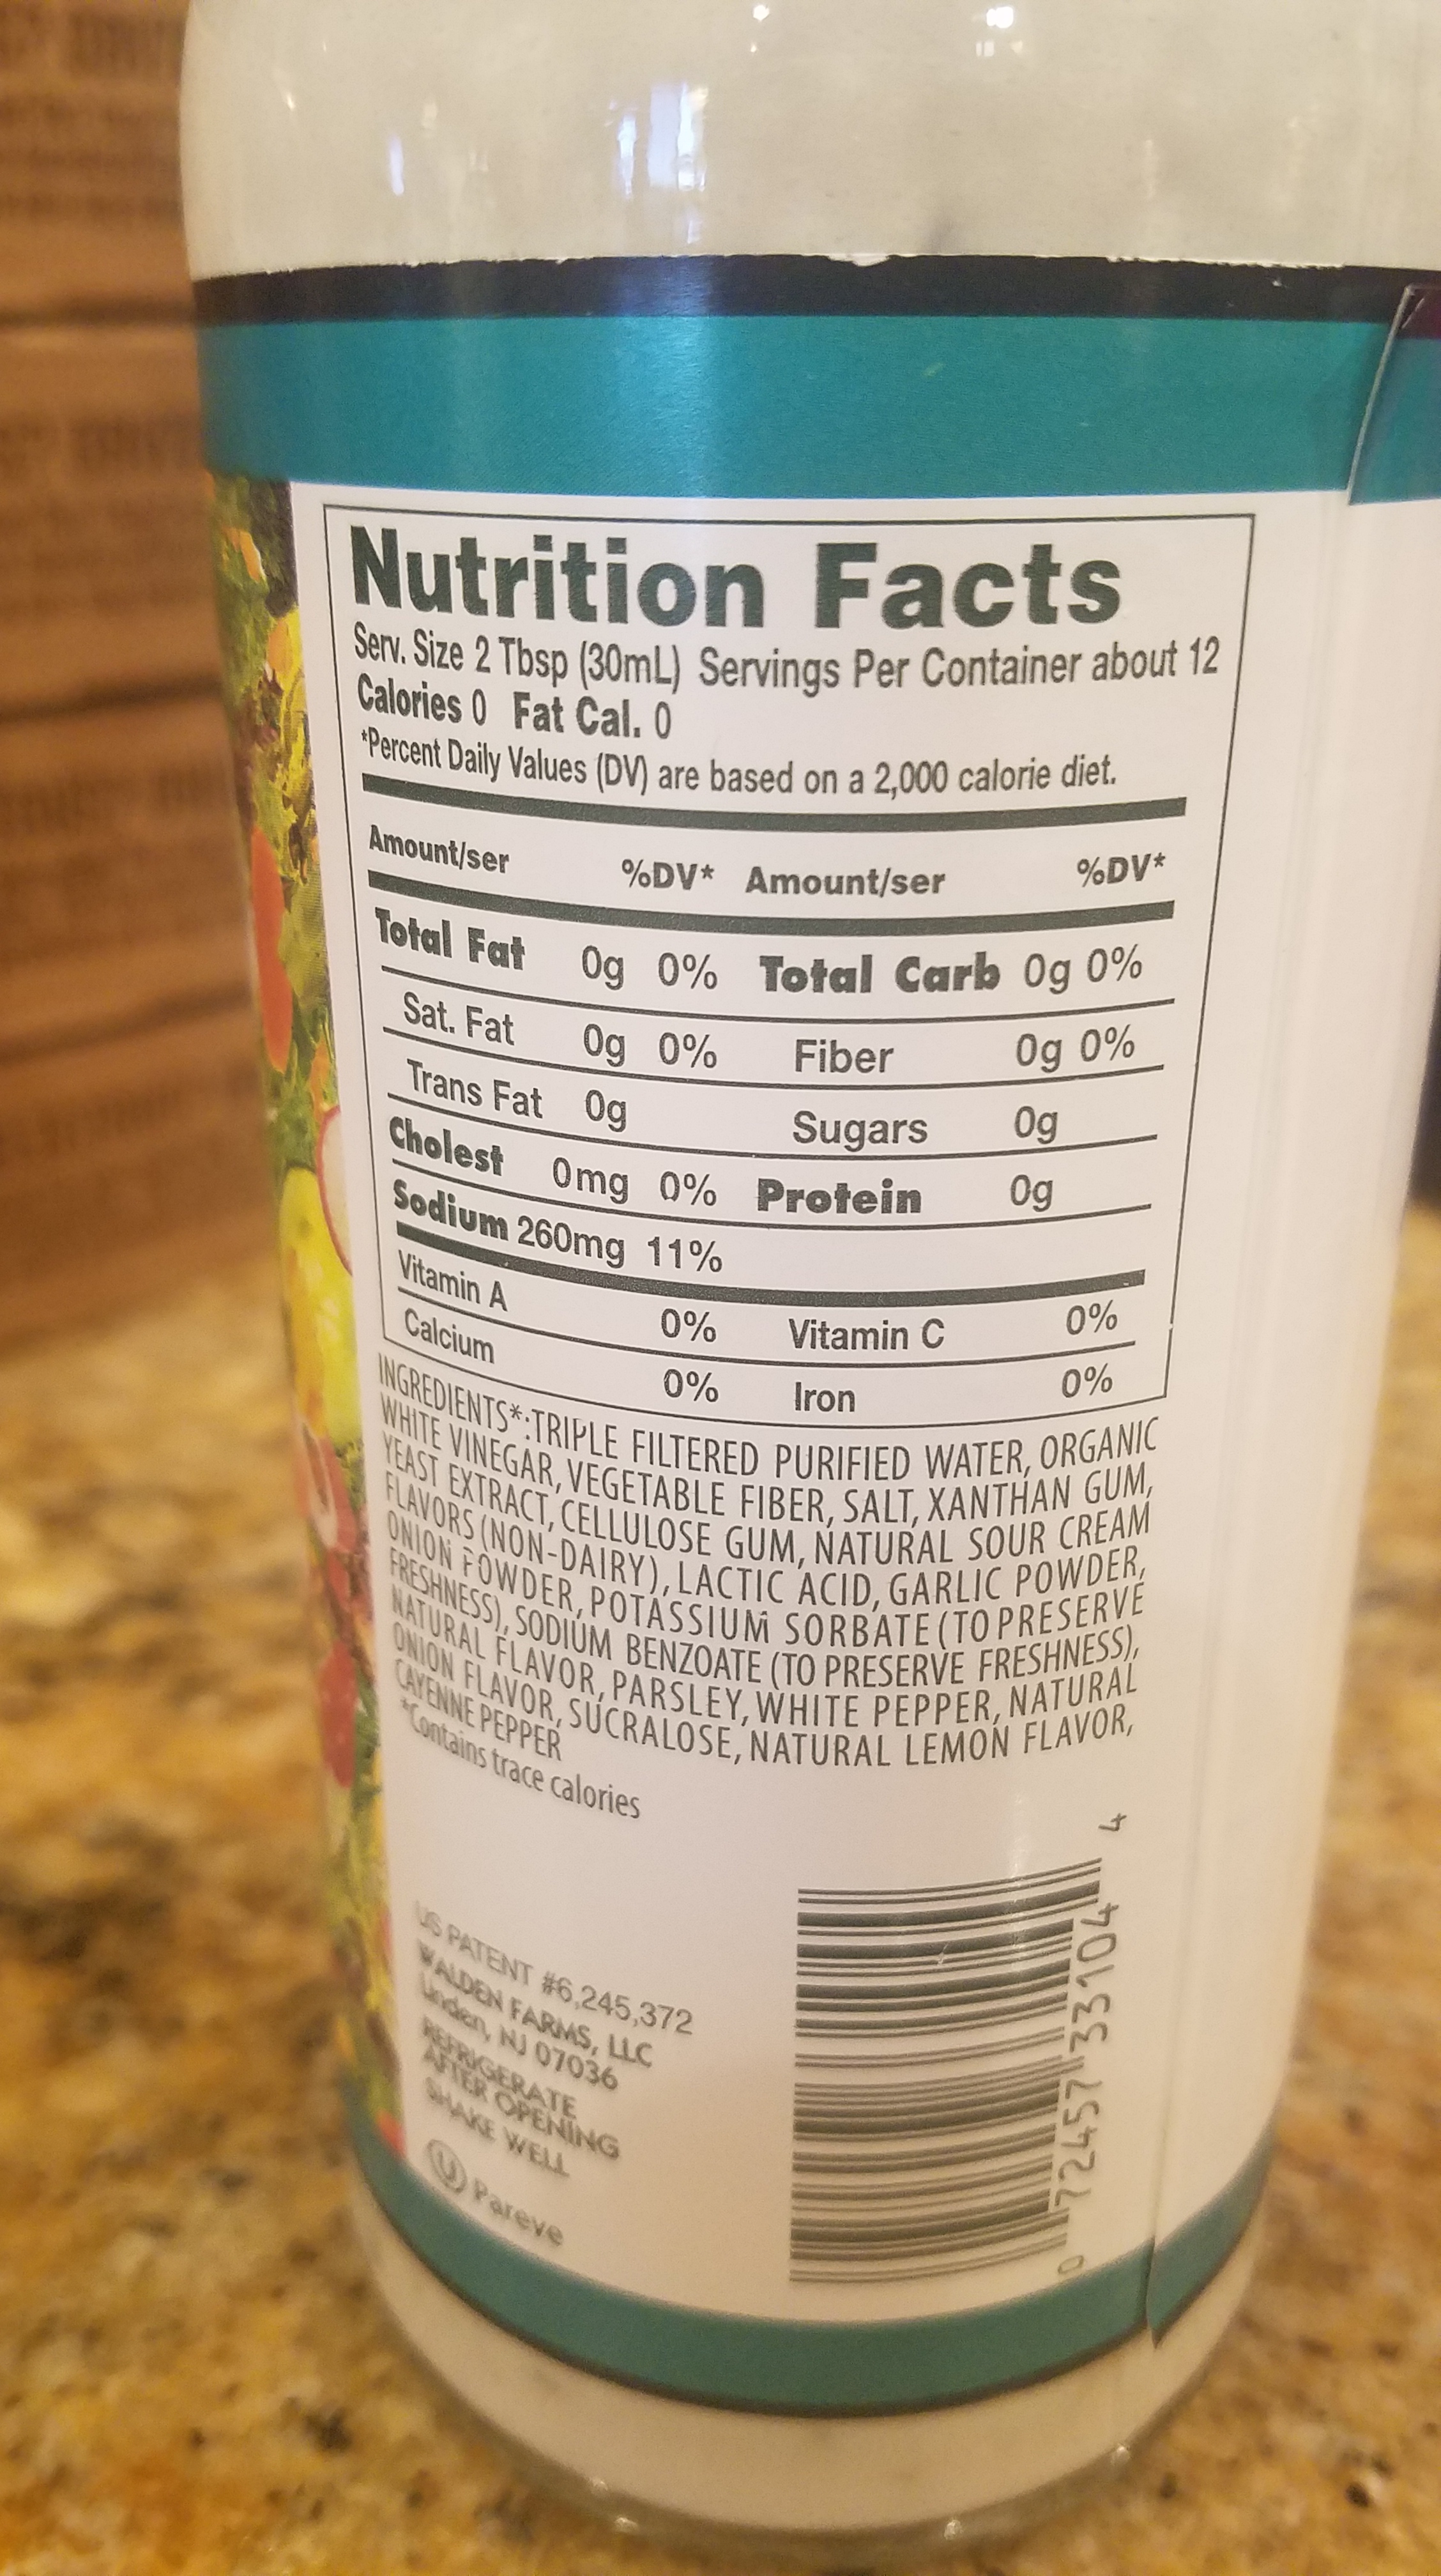 Nutrition Facts
Serv. Size 2 Tbsp (30mL) Servings Per Container about 12
Calories 0 Fat Cal. 0
*Percent Daily Values (DV) are based on a 2,000 calorie diet.
Amount/ser %DV* Amount/ser %DV*
Total Fat 0g 0% Total Carb 0g 0%
Sat. Fat 0g 0% Fiber 0g 0%
Trans Fat 0g Sugars 0g
Cholest 0mg 0% Protein 0g
Sodium 260mg 11%
Vitamin A 0% Vitamin C 0%
Calcium 0% Iron 0%
INGREDIENTS*:TRIPLE FILTERED PURIFIED WATER, ORGANIC
WHITE VINEGAR, VEGETABLE FIBER, SALT, XANTHAN GUM,
YEAST EXTRACT, CELLULOSE GUM, NATURAL SOUR CREAM
FLAVORS (NON-DAIRY), LACTIC ACID, GARLIC POWDER,
ONION POWDER, POTASSIUM SORBATE (TO PRESERVE
FRESHNESS), SODIUM BENZOATE (TO PRESERVE FRESHNESS),
NATURAL FLAVOR, PARSLEY, WHITE PEPPER, NATURAL
ONION FLAVOR, SUCRALOSE, NATURAL LEMON FLAVOR,
CAYENNE PEPPER
*Contains trace calories
US PATENT #6,245,372
WALDEN FARMS, LLC
Linden, NJ 07036
REFRIGERATE
AFTER OPENING
SHAKE WELL
U Pareve
0 72457 33104 4